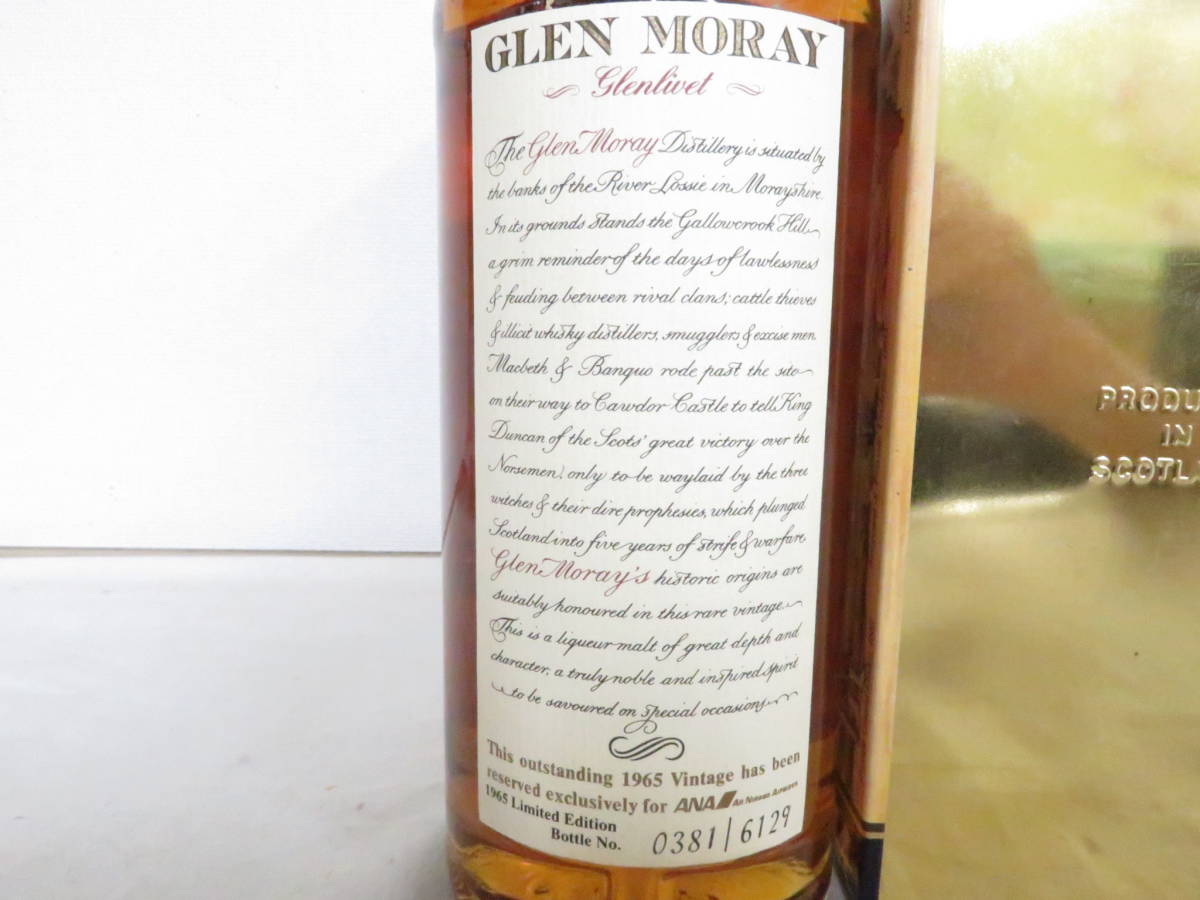 GLEN MORAY
Glenlivet
The Glen Moray Distillery is situated by
the banks of the River Lossie in Morayshire.
In its grounds stands the Gallowcrook Hill
a grim reminder of the days of lawlessness
& feuding between rival clans; cattle thieves
& illicit whisky distillers, smugglers & excise men.
Macbeth & Banquo rode past the site
on their way to Cawdor Castle to tell King
Duncan of the Scots' great victory over the
Norsemen, only to be waylaid by the three
witches & their dire prophesies, which plunged
Scotland into five years of strife & warfare.
Glen Moray's historic origins are
suitably honoured in this rare vintage.
This is a liqueur malt of great depth and
character, a truly noble and inspired spirit
to be savoured on special occasions
This outstanding 1965 Vintage has been
reserved exclusively for ANA All Nippon Airways
1965 Limited Edition
Bottle No. 0381/6129
PRODU
IN
SCOTLA